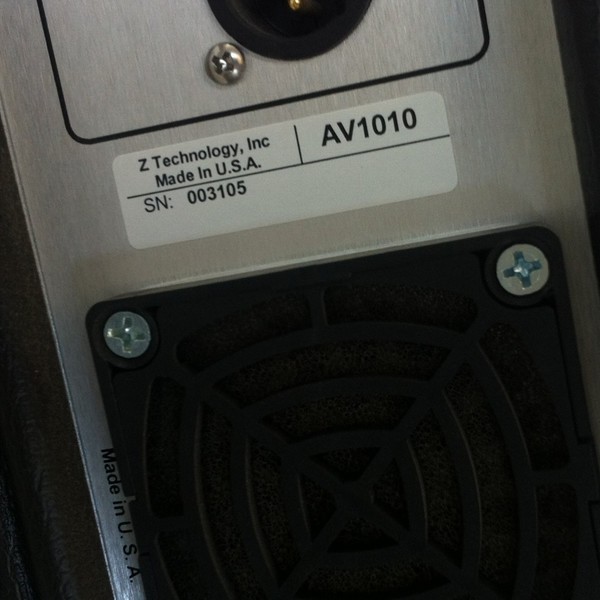 Z Technology, Inc
Made In U.S.A.
AV1010
SN: 003105
Made in U. S. A.